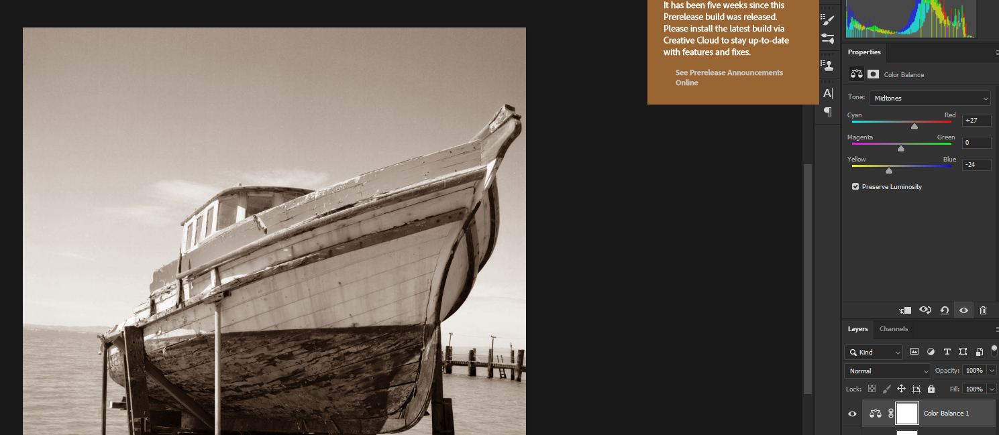 It has been five weeks since this
Prerelease build was released.
Please install the latest build via
Creative Cloud to stay up-to-date
with features and fixes.
See Prerelease Announcements
Online
A
Properties
Color Balance
Tone: Midtones
Cyan Red +27
Magenta Green 0
Yellow Blue -24
Preserve Luminosity
Layers Channels
Kind
T
Normal Opacity: 100%
Lock: Fill: 100%
Color Balance 1